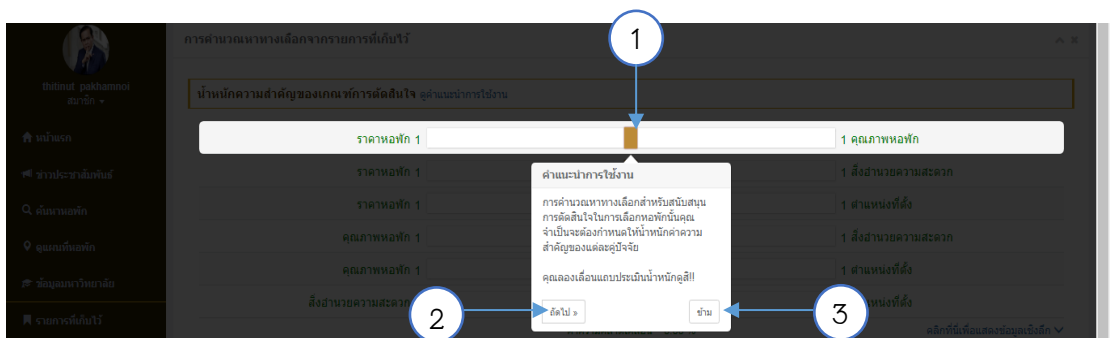 การคำนวณหาทางเลือกจากรายการที่เก็บไว้
1
thitinut pakhamnoi
สมาชิก
น้ำหนักความสำคัญของเกณฑ์การตัดสินใจ ดูคำแนะนำการใช้งาน
หน้าแรก
ราคาหอพัก 1
1 คุณภาพหอพัก
ข่าวประชาสัมพันธ์
ราคาหอพัก 1
1 สิ่งอำนวยความสะดวก
คำแนะนำการใช้งาน
การคำนวณหาทางเลือกสำหรับสนับสนุน
การตัดสินใจในการเลือกหอพักนั้นคุณ
จำเป็นจะต้องกำหนดให้น้ำหนักค่าความ
สำคัญของแต่ละคู่ปัจจัย
คุณลองเลื่อนแถบประเมินน้ำหนักดูสิ!!
ค้นหาหอพัก
ราคาหอพัก 1
1 ตำแหน่งที่ตั้ง
ดูแผนที่หอพัก
คุณภาพหอพัก 1
1 สิ่งอำนวยความสะดวก
ข้อมูลมหาวิทยาลัย
คุณภาพหอพัก 1
1 ตำแหน่งที่ตั้ง
สิ่งอำนวยความสะดวก
ตำแหน่งที่ตั้ง
รายการที่เก็บไว้
2
ถัดไป »
ข้าม
3
คลิกที่นี่เพื่อแสดงข้อมูลเชิงลึก